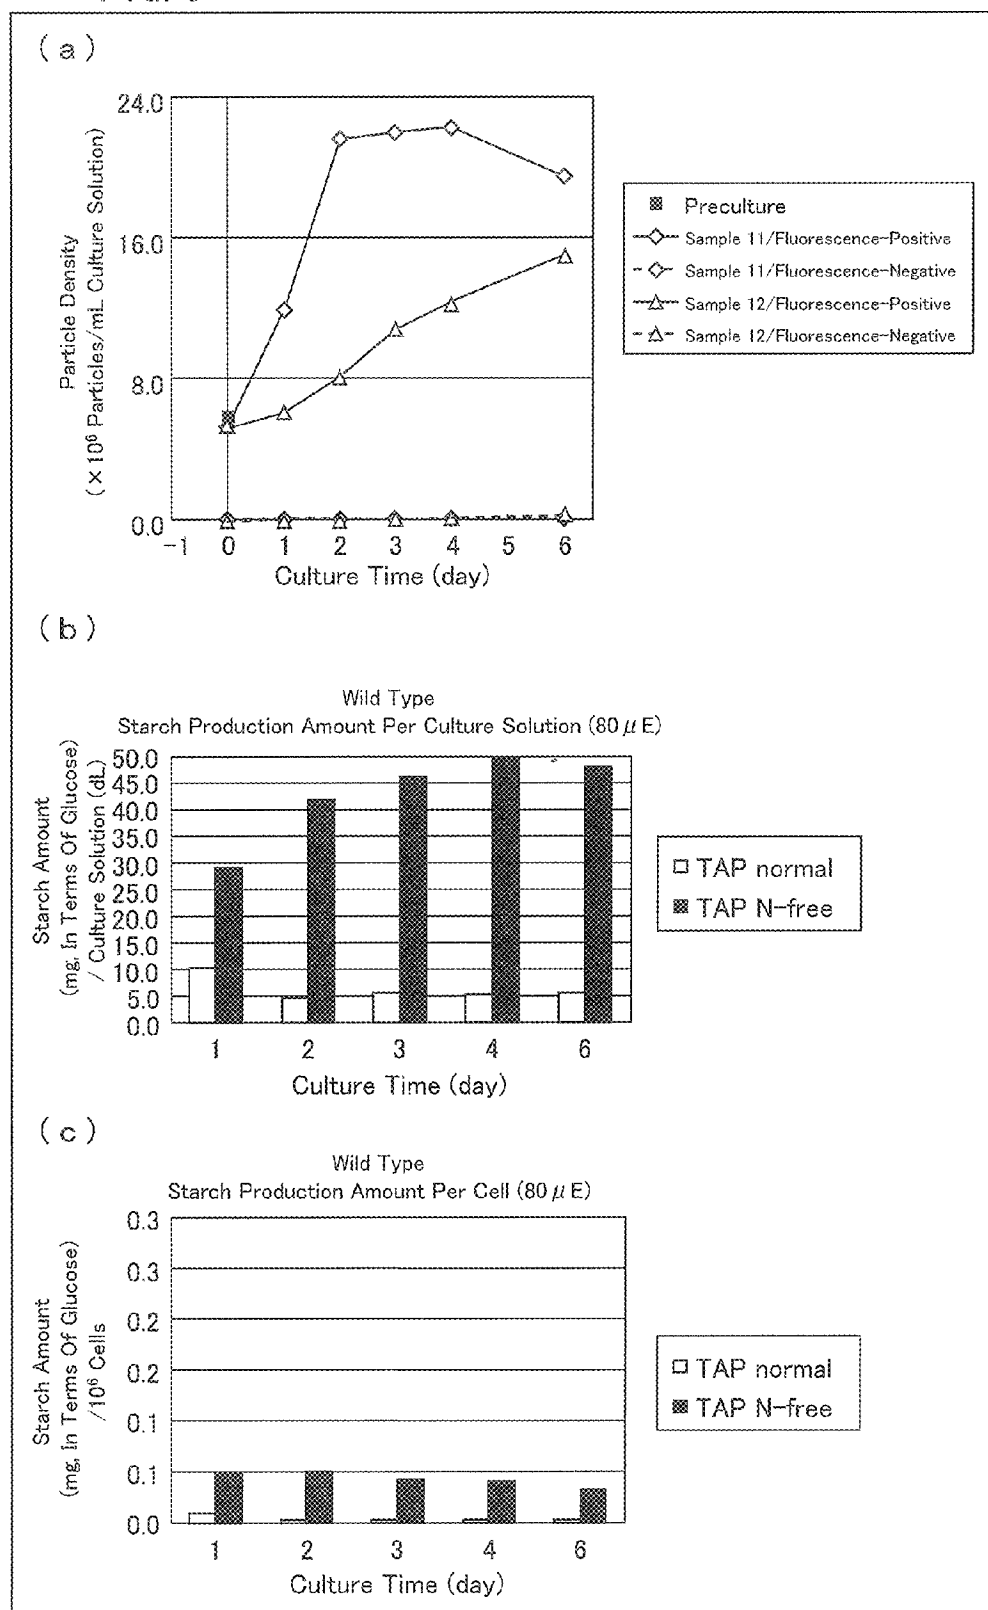 (a)
24.0
16.0
8.0
0.0
Particle Density
(×10⁶ Particles/mL Culture Solution)
-1 0 1 2 3 4 5 6
Culture Time (day)
Preculture
Sample 11/Fluorescence-Positive
Sample 11/Fluorescence-Negative
Sample 12/Fluorescence-Positive
Sample 12/Fluorescence-Negative
(b)
Wild Type
Starch Production Amount Per Culture Solution (80μE)
Starch Amount
(mg, In Terms Of Glucose)
/ Culture Solution (dL)
50.0
45.0
40.0
35.0
30.0
25.0
20.0
15.0
10.0
5.0
0.0
1 2 3 4 6
Culture Time (day)
TAP normal
TAP N-free
(c)
Wild Type
Starch Production Amount Per Cell (80μE)
Starch Amount
(mg, In Terms Of Glucose)
/10⁶ Cells
0.3
0.3
0.2
0.2
0.1
0.1
0.0
1 2 3 4 6
Culture Time (day)
TAP normal
TAP N-free